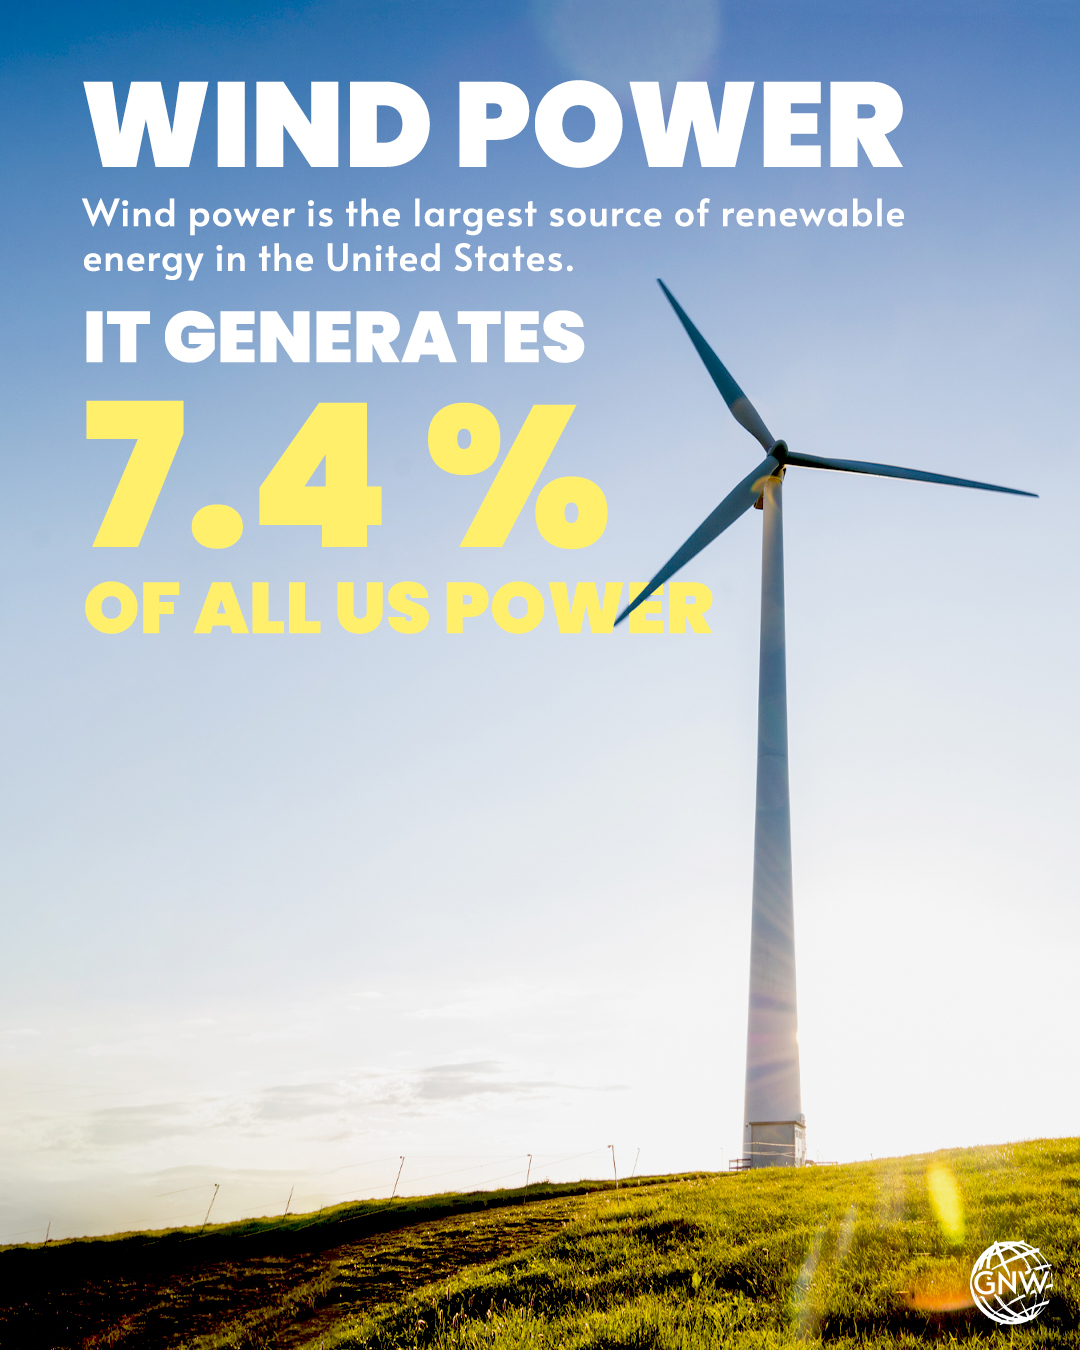 WIND POWER
Wind power is the largest source of renewable
energy in the United States.
IT GENERATES
7.4 %
OF ALL US POWER
GNW